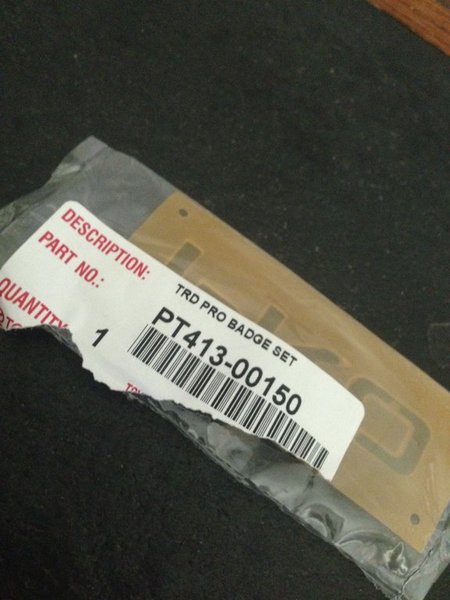 DESCRIPTION: TRD PRO BADGE SET
PART NO.: PT413-00150
QUANTITY: 1